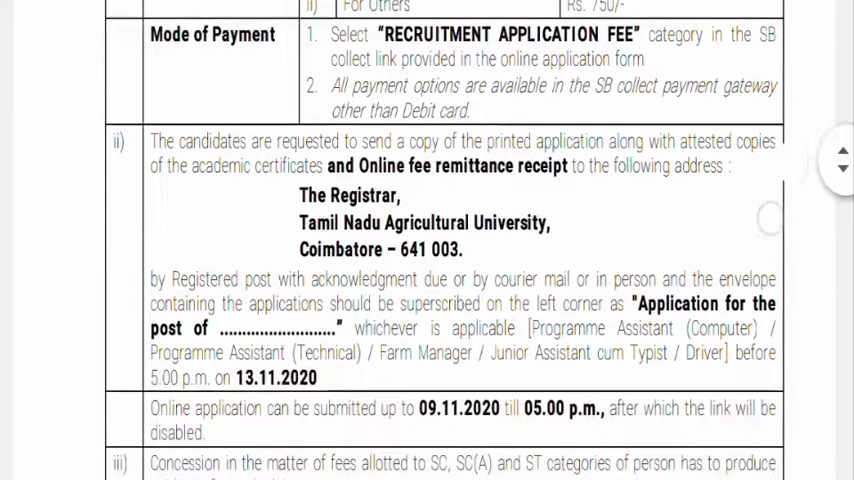 ii) For Others Rs. 750/-
Mode of Payment
1. Select "RECRUITMENT APPLICATION FEE" category in the SB
collect link provided in the online application form
2. All payment options are available in the SB collect payment gateway
other than Debit card.
ii) The candidates are requested to send a copy of the printed application along with attested copies
of the academic certificates and Online fee remittance receipt to the following address :
The Registrar,
Tamil Nadu Agricultural University,
Coimbatore – 641 003.
by Registered post with acknowledgment due or by courier mail or in person and the envelope
containing the applications should be superscribed on the left corner as "Application for the
post of .........................." whichever is applicable [Programme Assistant (Computer) /
Programme Assistant (Technical) / Farm Manager / Junior Assistant cum Typist / Driver] before
5.00 p.m. on 13.11.2020
Online application can be submitted up to 09.11.2020 till 05.00 p.m., after which the link will be
disabled.
iii) Concession in the matter of fees allotted to SC, SC(A) and ST categories of person has to produce